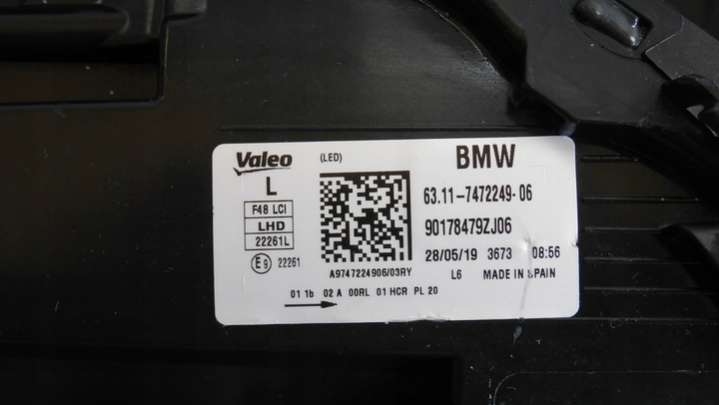 Valeo (LED) BMW
L
63.11-7472249-06
F48 LCI
LHD
22261L
90178479ZJ06
28/05/19 3673 08:56
E9 22261
A9747224906/03RY
L6 MADE IN SPAIN
01 1b 02 A 00RL 01 HCR PL 20